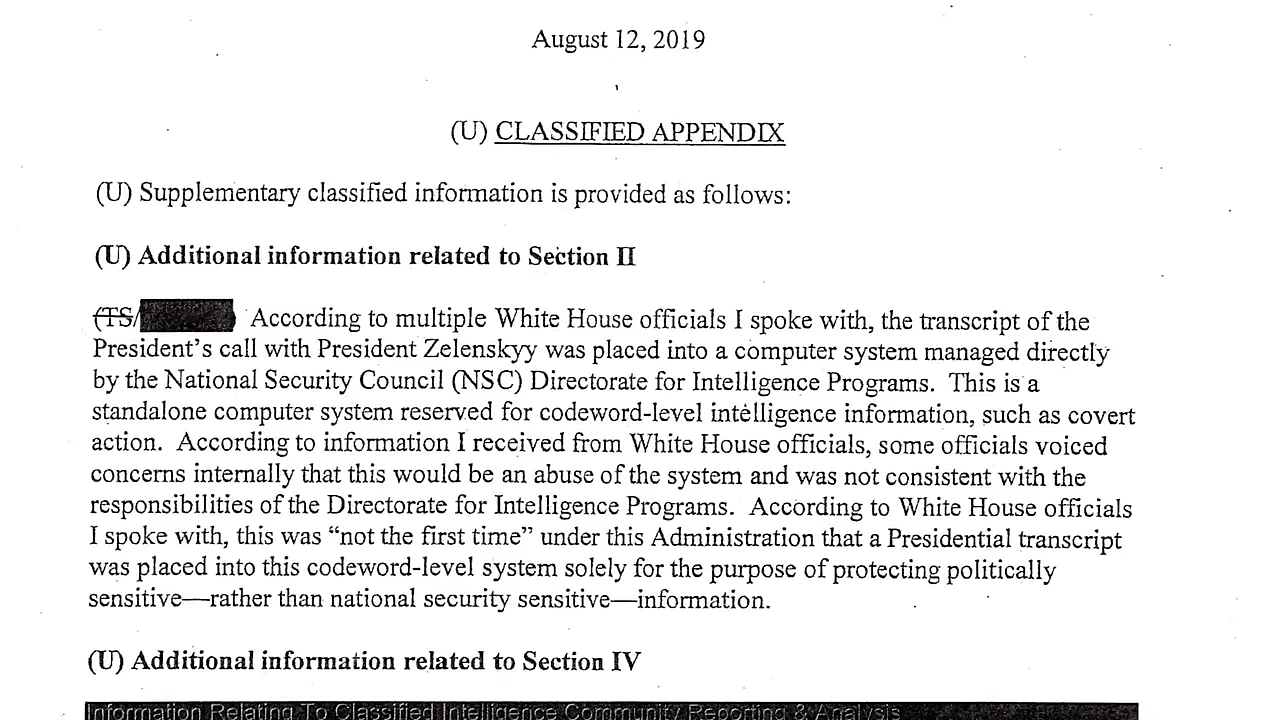 August 12, 2019
(U) CLASSIFIED APPENDIX
(U) Supplementary classified information is provided as follows:
(U) Additional information related to Section II
(TS/ According to multiple White House officials I spoke with, the transcript of the
President's call with President Zelenskyy was placed into a computer system managed directly
by the National Security Council (NSC) Directorate for Intelligence Programs. This is a
standalone computer system reserved for codeword-level intelligence information, such as covert
action. According to information I received from White House officials, some officials voiced
concerns internally that this would be an abuse of the system and was not consistent with the
responsibilities of the Directorate for Intelligence Programs. According to White House officials
I spoke with, this was “not the first time” under this Administration that a Presidential transcript
was placed into this codeword-level system solely for the purpose of protecting politically
sensitive—rather than national security sensitive—information.
(U) Additional information related to Section IV
Information Relating To Classified Intelligence Community Reporting & Analysis